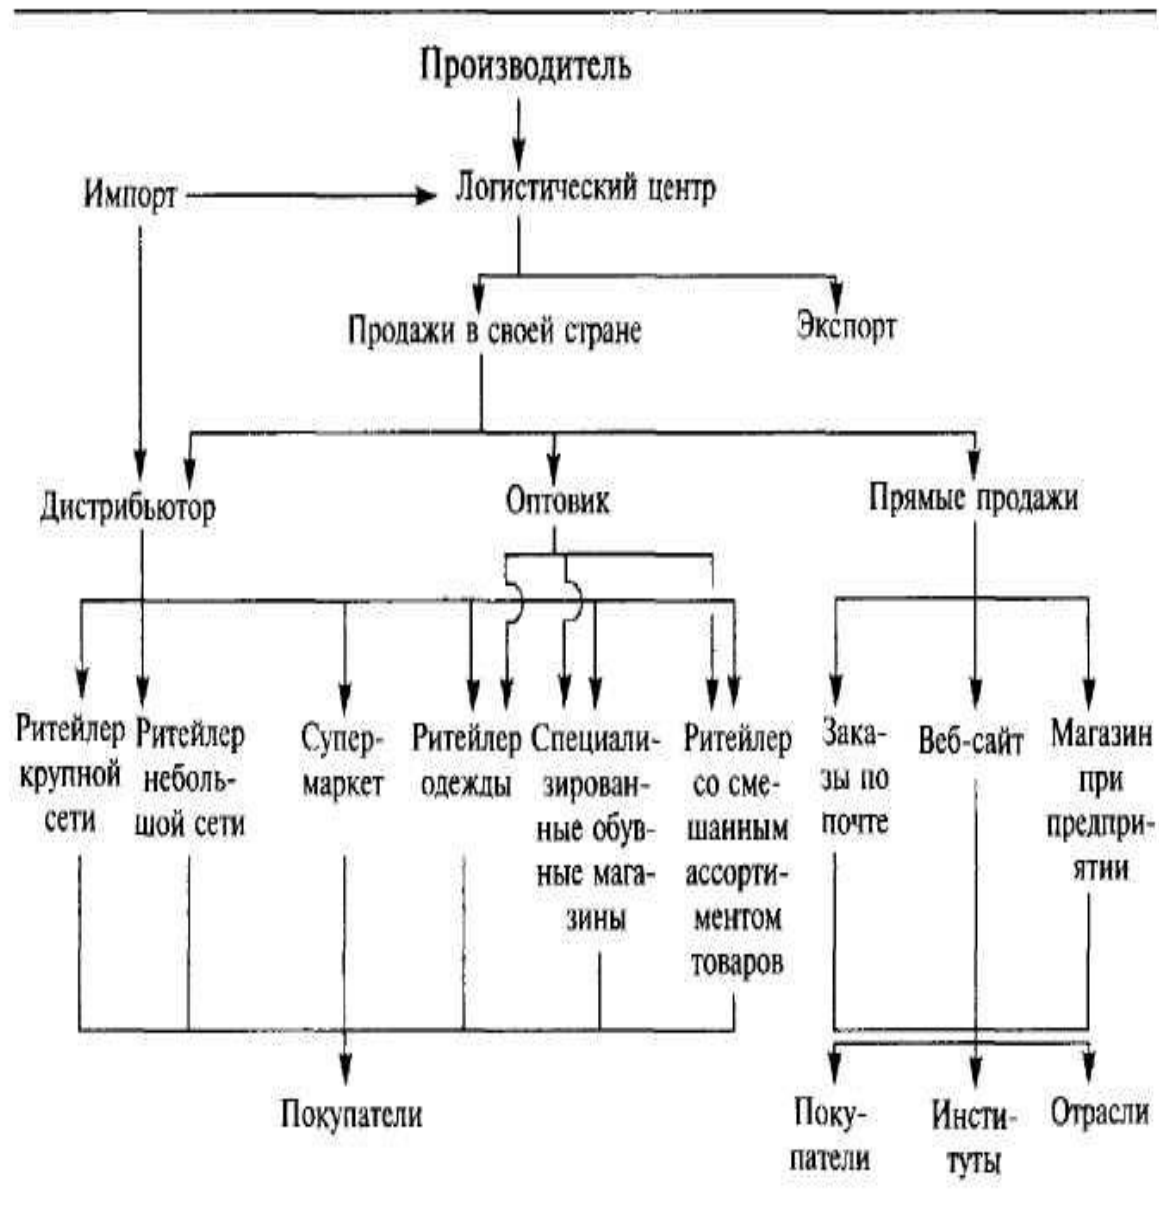 Производитель
Импорт
Логистический центр
Продажи в своей стране
Экспорт
Дистрибьютор
Оптовик
Прямые продажи
Ритейлер
крупной
сети
Ритейлер
неболь-
шой сети
Супер-
маркет
Ритейлер
одежды
Специали-
зирован-
ные обув-
ные мага-
зины
Ритейлер
со сме-
шанным
ассорти-
ментом
товаров
Зака-
зы по
почте
Веб-сайт
Магазин
при
предпри-
ятии
Покупатели
Поку-
патели
Инсти-
туты
Отрасли